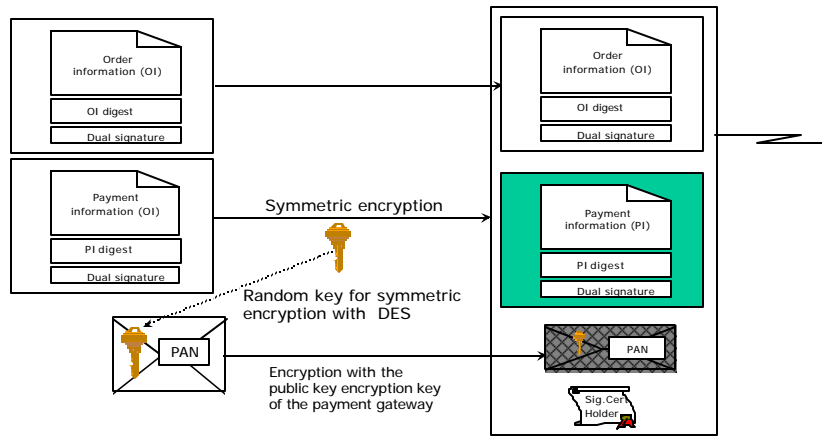 Order
information (OI)
OI digest
Dual signature
Payment
information (OI)
PI digest
Dual signature
Symmetric encryption
Random key for symmetric
encryption with DES
PAN
Encryption with the
public key encryption key
of the payment gateway
Order
information (OI)
OI digest
Dual signature
Payment
information (PI)
PI digest
Dual signature
PAN
Sig.Cert
Holder